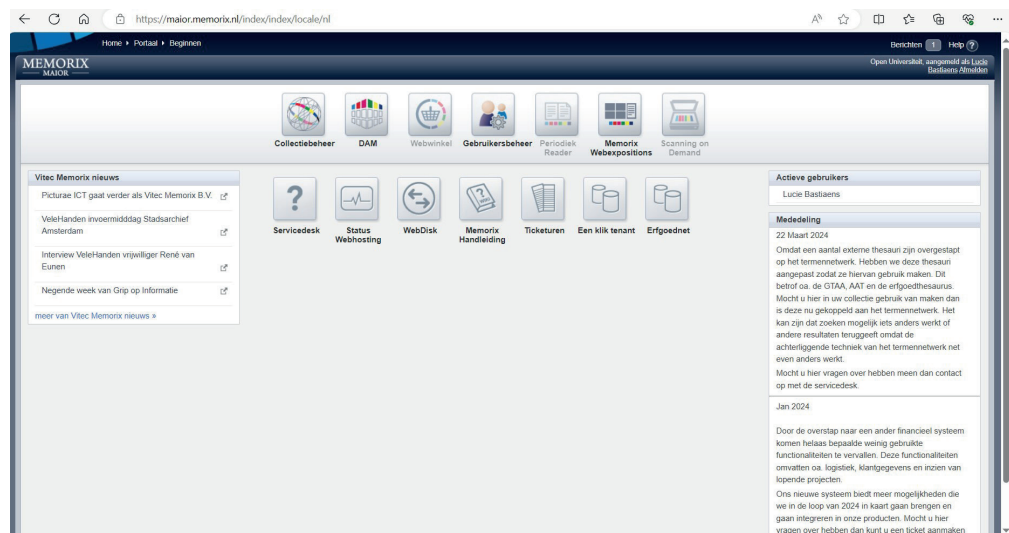 https://maior.memorix.nl/index/index/locale/nl
Home Portaal Beginnen
Berichten 1 Help ?
MEMORIX
MAIOR
Open Universiteit, aangemeld als Lucie
Bastiaens Afmelden
Collectiebeheer
DAM
Webwinkel
Gebruikersbeheer
Periodiek
Reader
Memorix
Webexpositions
Scanning on
Demand
Vitec Memorix nieuws
Picturae ICT gaat verder als Vitec Memorix B.V.
VeleHanden invoermidddag Stadsarchief
Amsterdam
Interview VeleHanden vrijwilliger René van
Eunen
Negende week van Grip op Informatie
meer van Vitec Memorix nieuws »
Servicedesk
Status
Webhosting
WebDisk
Memorix
Handleiding
Ticketuren
Een klik tenant
Erfgoednet
Actieve gebruikers
Lucie Bastiaens
Mededeling
22 Maart 2024
Omdat een aantal externe thesauri zijn overgestapt
op het termennetwerk. Hebben we deze thesauri
aangepast zodat ze hiervan gebruik maken. Dit
betrof oa. de GTAA, AAT en de erfgoedthesaurus.
Mocht u hier in uw collectie gebruik van maken dan
is deze nu gekoppeld aan het termennetwerk. Het
kan zijn dat zoeken mogelijk iets anders werkt of
andere resultaten teruggeeft omdat de
achterliggende techniek van het termennetwerk net
even anders werkt.
Mocht u hier vragen over hebben meen dan contact
op met de servicedesk.
Jan 2024
Door de overstap naar een ander financieel systeem
komen helaas bepaalde weinig gebruikte
functionaliteiten te vervallen. Deze functionaliteiten
omvatten oa. logistiek, klantgegevens en inzien van
lopende projecten.
Ons nieuwe systeem biedt meer mogelijkheden die
we in de loop van 2024 in kaart gaan brengen en
gaan integreren in onze producten. Mocht u hier
vragen over hebben dan kunt u een ticket aanmaken